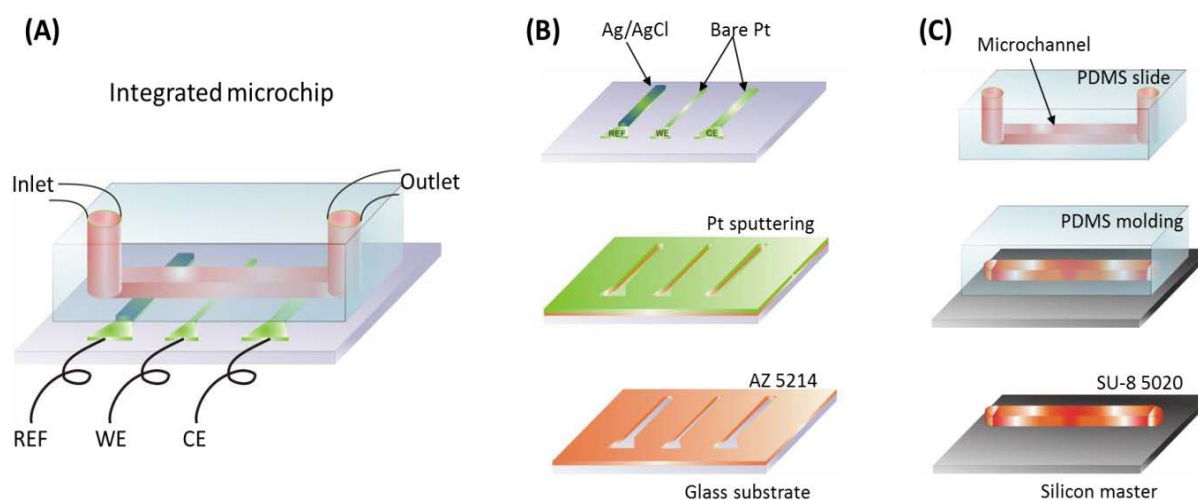 (A)
Integrated microchip
Inlet
Outlet
REF
WE
CE
(B)
Ag/AgCl
Bare Pt
REF
WE
CE
Pt sputtering
AZ 5214
Glass substrate
(C)
Microchannel
PDMS slide
PDMS molding
SU-8 5020
Silicon master